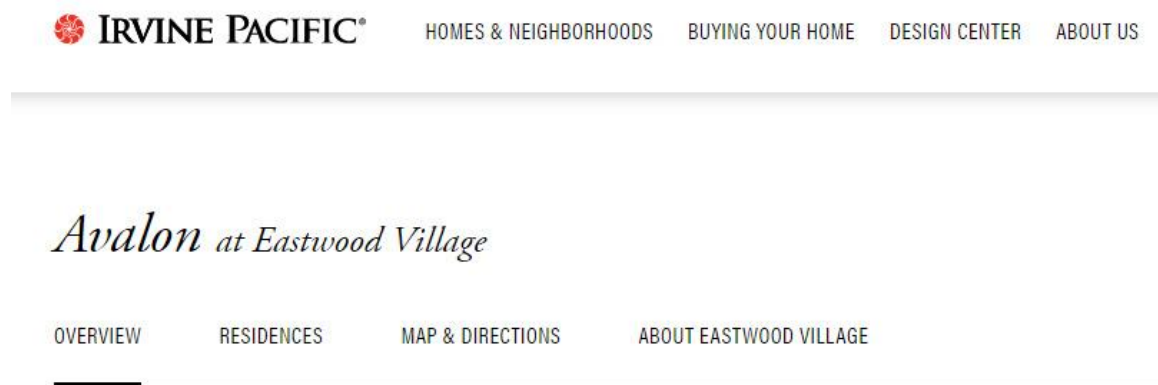 IRVINE PACIFIC® HOMES & NEIGHBORHOODS BUYING YOUR HOME DESIGN CENTER ABOUT US
Avalon at Eastwood Village
OVERVIEW RESIDENCES MAP & DIRECTIONS ABOUT EASTWOOD VILLAGE